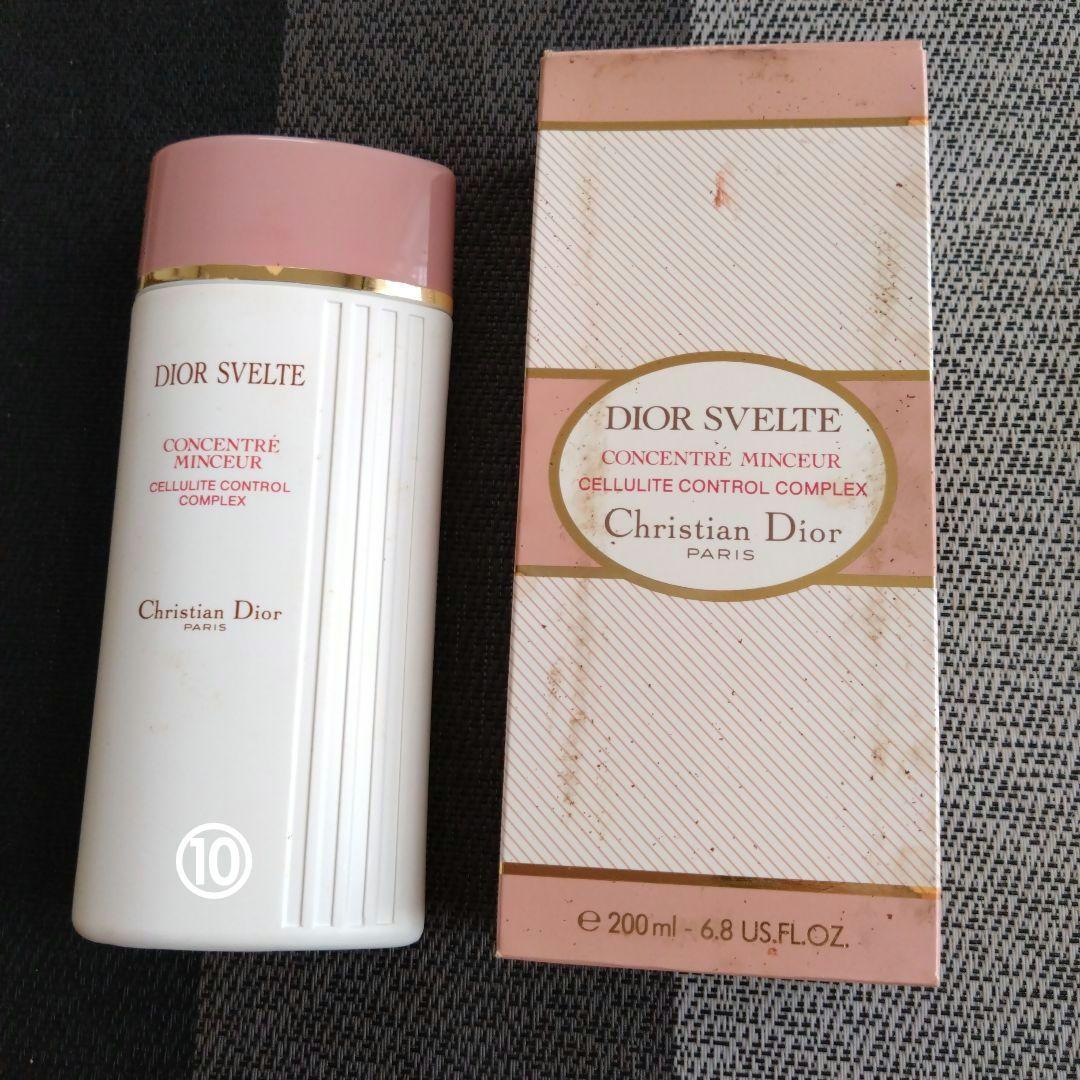 DIOR SVELTE
CONCENTRÉ
MINCEUR
CELLULITE CONTROL
COMPLEX
Christian Dior
PARIS
⑩
DIOR SVELTE
CONCENTRÉ MINCEUR
CELLULITE CONTROL COMPLEX
Christian Dior
PARIS
℮ 200 ml - 6.8 US.FL.OZ.